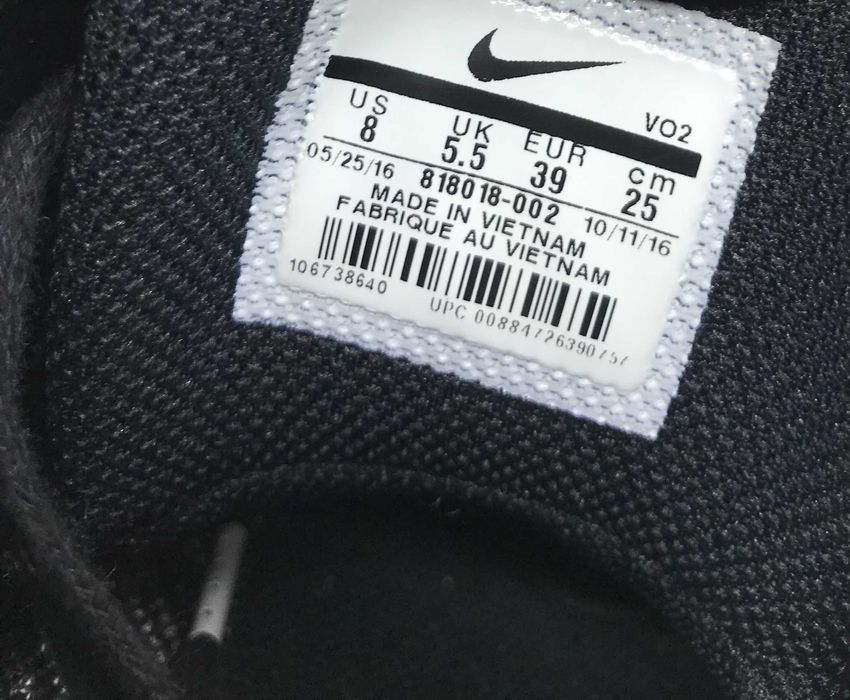 VO2
US UK EUR cm
8 5.5 39 25
05/25/16 818018-002 10/11/16
MADE IN VIETNAM
FABRIQUE AU VIETNAM
106738640
UPC